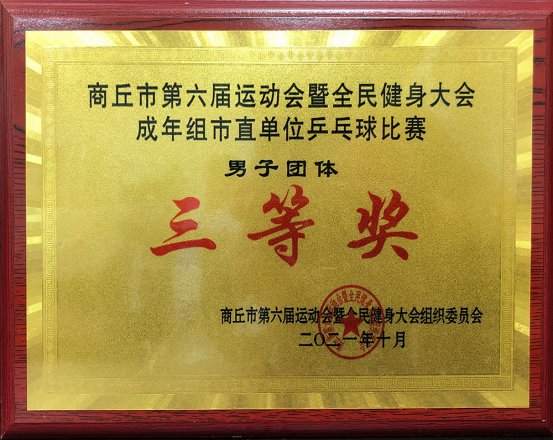 商丘市第六届运动会暨全民健身大会
成年组市直单位乒乓球比赛
男子团体
三等奖
商丘市第六届运动会暨全民健身大会组织委员会
二〇二一年十月